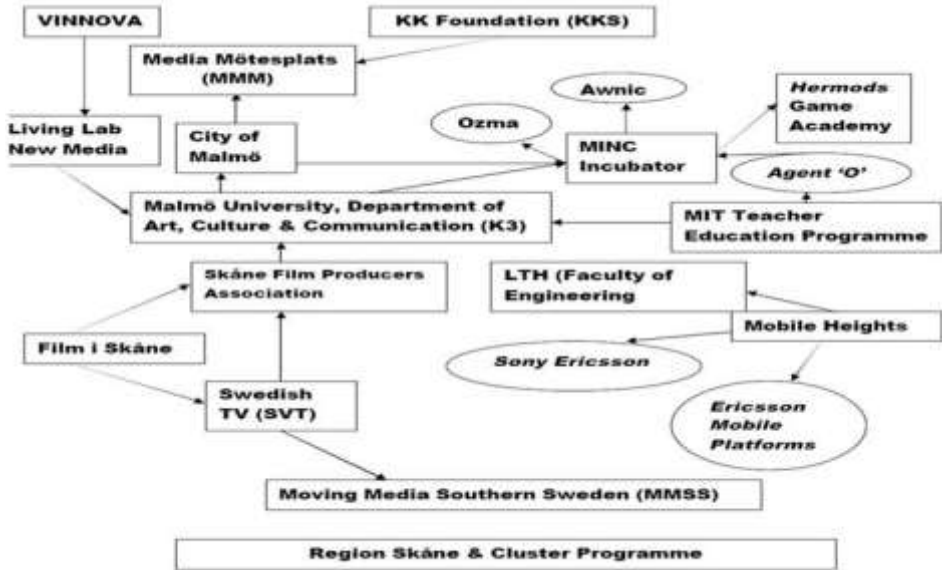 VINNOVA
KK Foundation (KKS)
Media Mötesplats
(MMM)
Awnic
Hermods
Game
Academy
Ozma
Living Lab
New Media
City of
Malmö
MINC
Incubator
Agent 'O'
Malmö University, Department of
Art, Culture & Communication (K3)
MIT Teacher
Education Programme
Skåne Film Producers
Association
LTH (Faculty of
Engineering
Mobile Heights
Film i Skåne
Sony Ericsson
Swedish
TV (SVT)
Ericsson
Mobile
Platforms
Moving Media Southern Sweden (MMSS)
Region Skåne & Cluster Programme